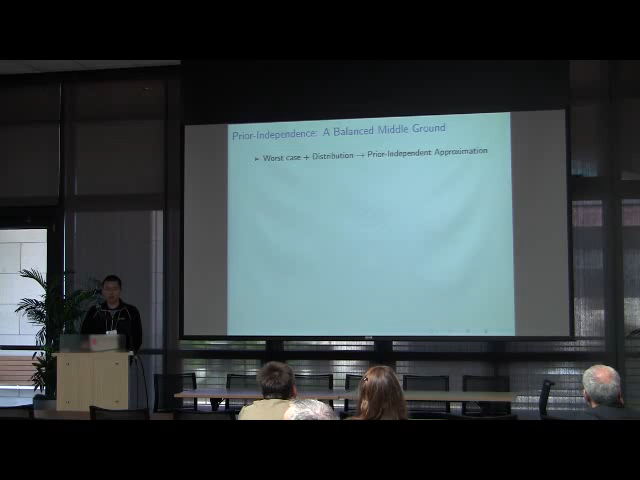 Prior-Independence: A Balanced Middle Ground
► Worst case + Distribution → Prior-Independent Approximation